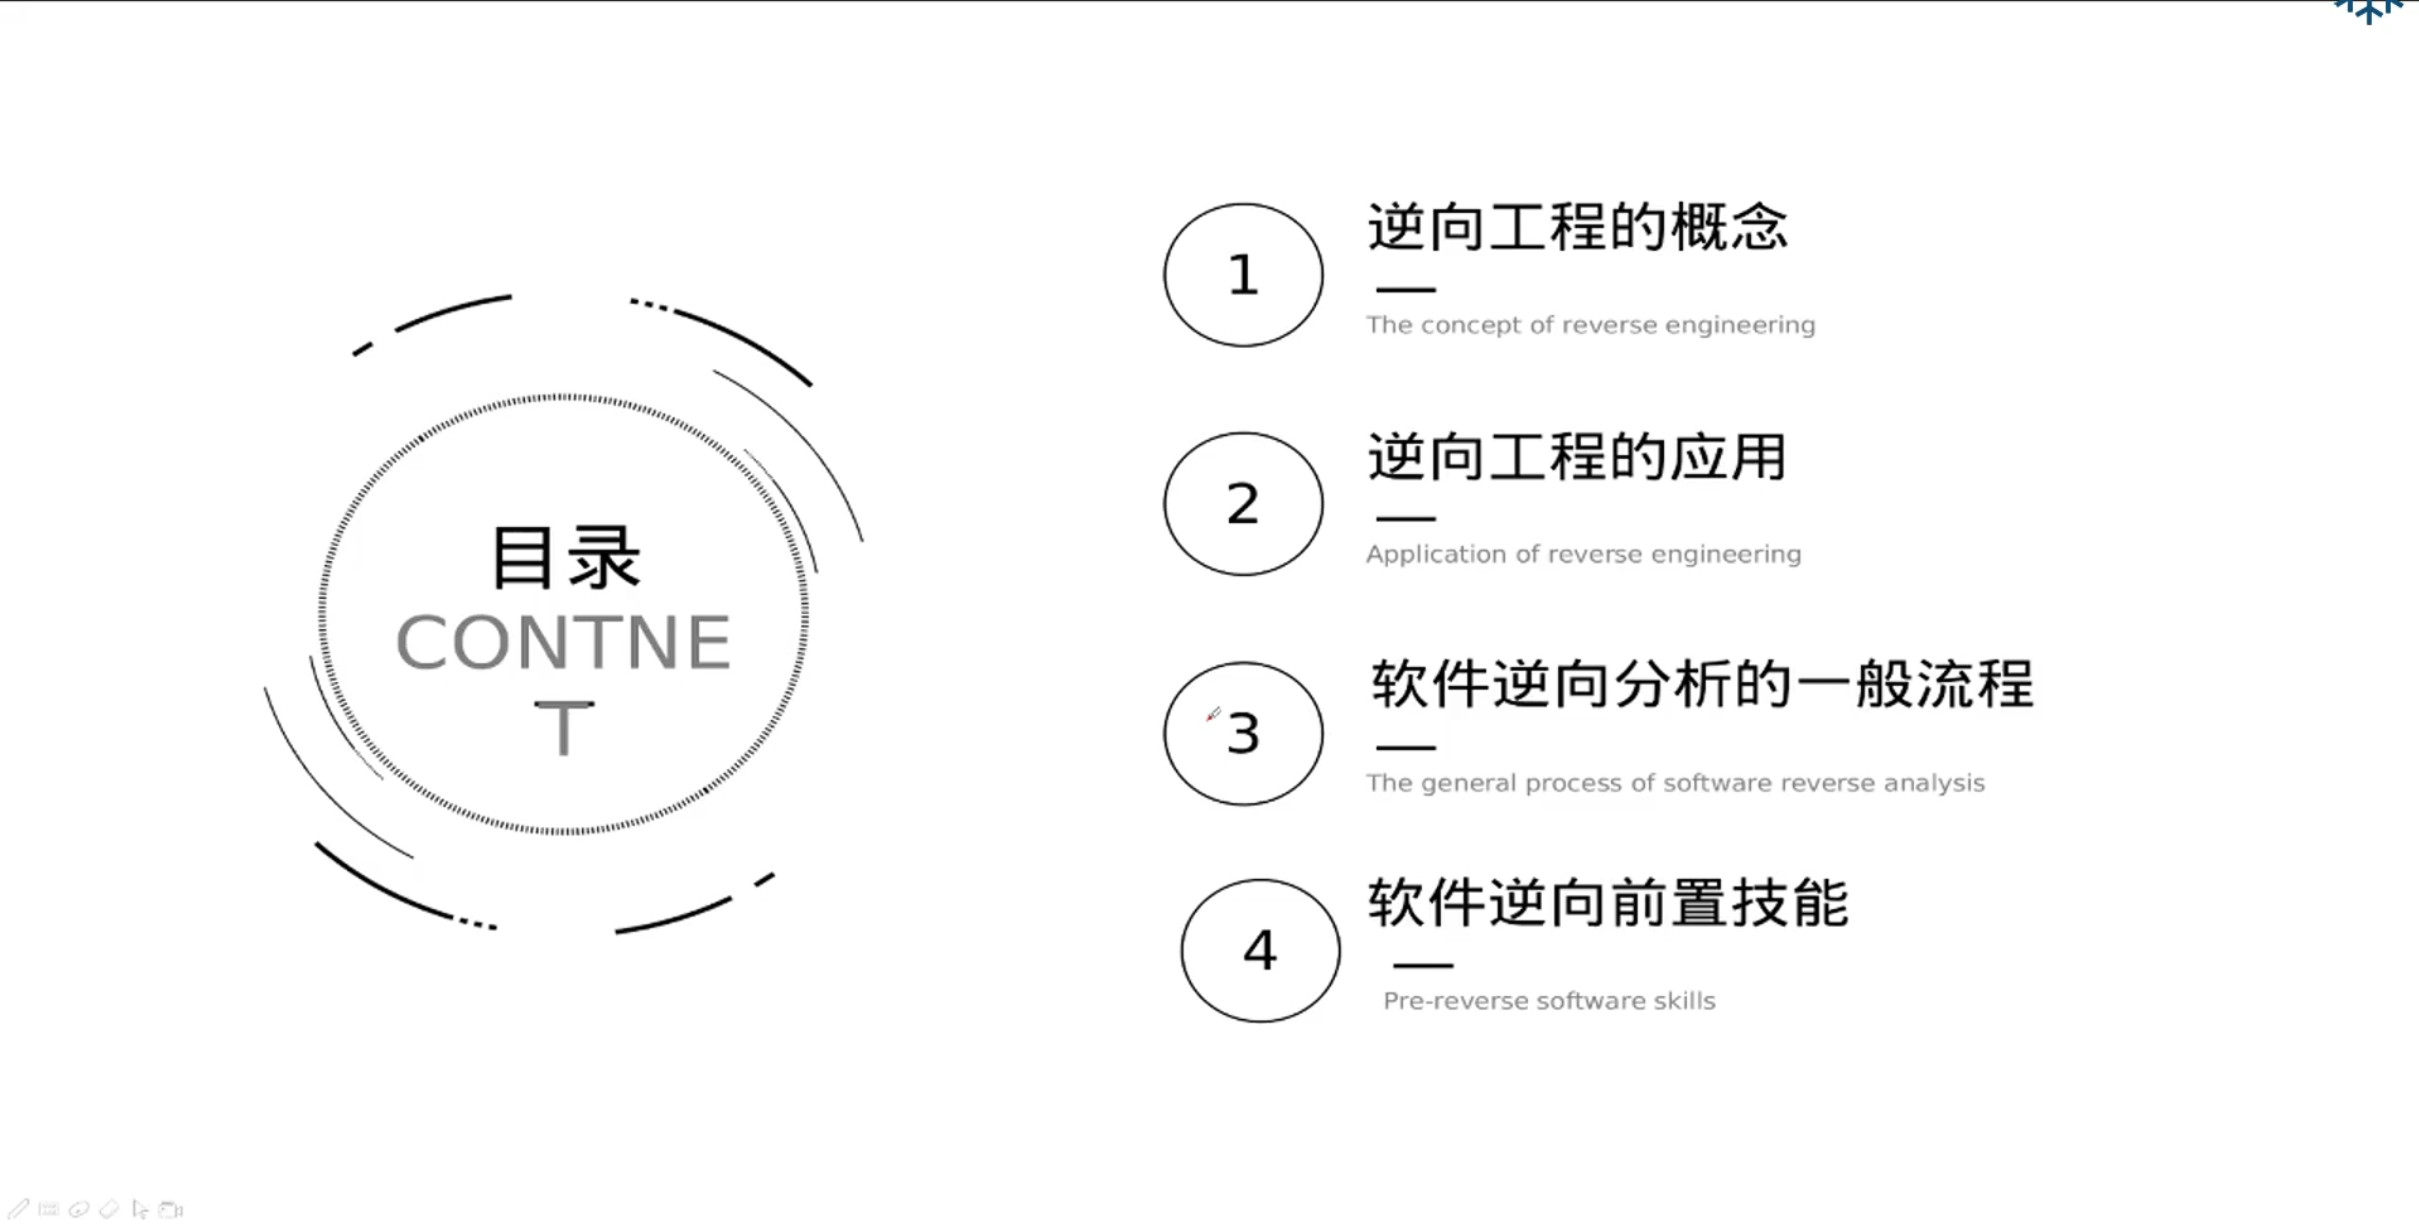 目录
CONTNE
T
1
逆向工程的概念
The concept of reverse engineering
2
逆向工程的应用
Application of reverse engineering
3
软件逆向分析的一般流程
The general process of software reverse analysis
4
软件逆向前置技能
Pre-reverse software skills